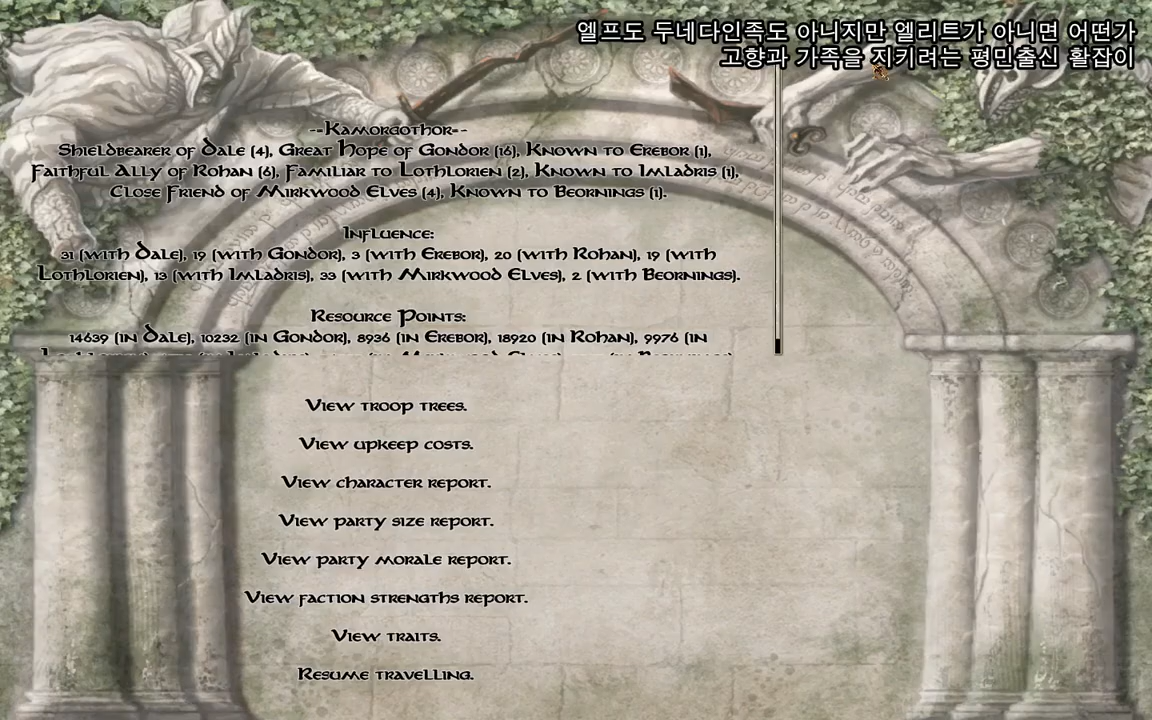 엘프도 두네다인족도 아니지만 엘리트가 아니면 어떤가
고향과 가족을 지키려는 평민출신 활잡이
--Kamorgothor--
Shieldbearer of Dale (4), Great Hope of Gondor (16), Known to Erebor (1),
Faithful Ally of Rohan (6), Familiar to Lothlorien (2), Known to Imladris (1),
Close Friend of Mirkwood Elves (4), Known to Beornings (1).
Influence:
31 (with Dale), 19 (with Gondor), 3 (with Erebor), 20 (with Rohan), 19 (with
Lothlorien), 13 (with Imladris), 33 (with Mirkwood Elves), 2 (with Beornings).
Resource Points:
14639 (in Dale), 10232 (in Gondor), 8936 (in Erebor), 18920 (in Rohan), 9976 (in
View troop trees.
View upkeep costs.
View character report.
View party size report.
View party morale report.
View faction strengths report.
View traits.
Resume travelling.